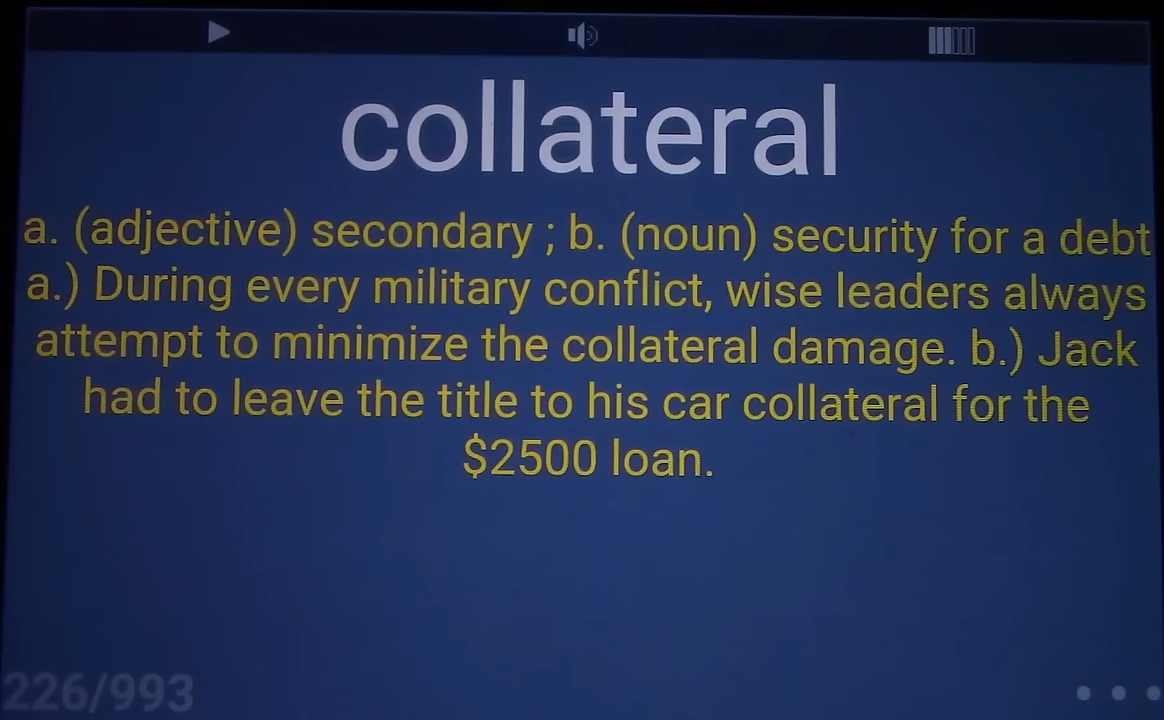 collateral
a. (adjective) secondary ; b. (noun) security for a debt
a.) During every military conflict, wise leaders always
attempt to minimize the collateral damage. b.) Jack
had to leave the title to his car collateral for the
$2500 loan.
226/993